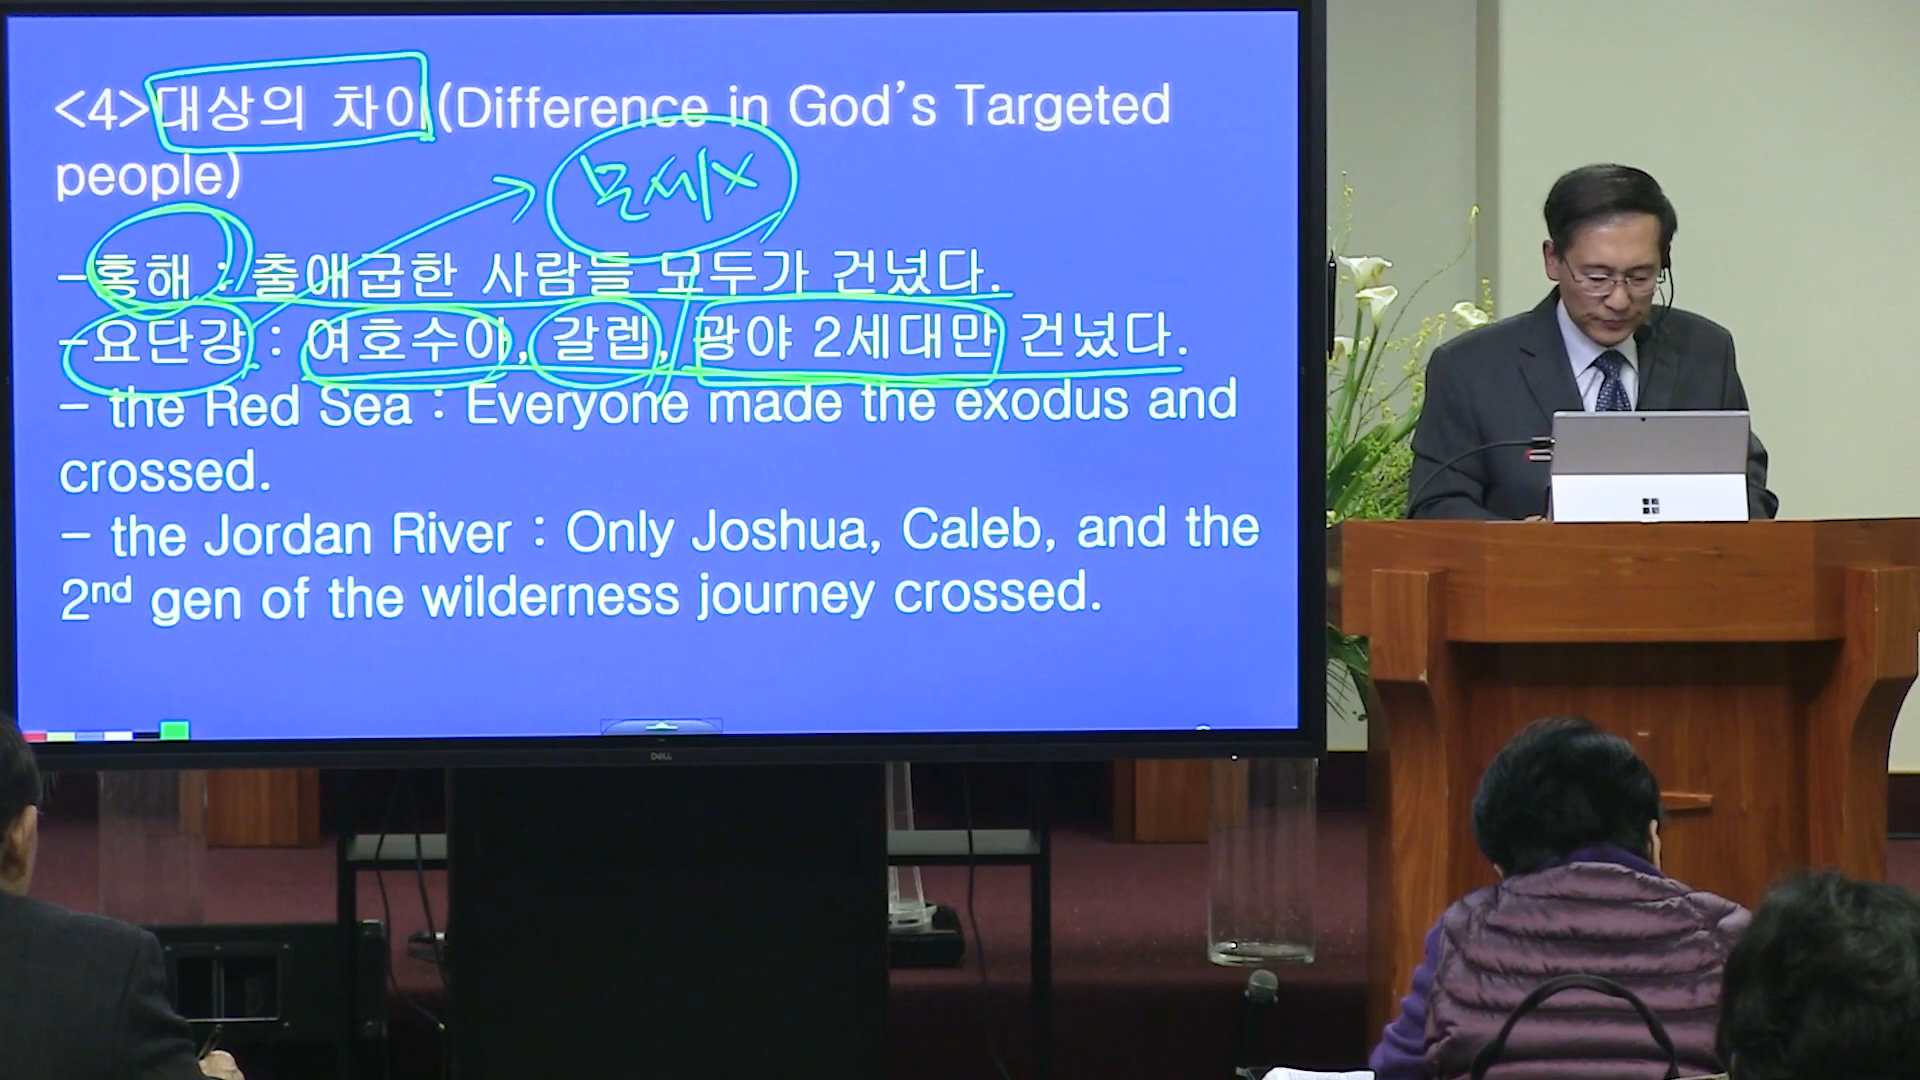 <4>대상의 차이(Difference in God's Targeted
people)
모세X
-홍해 : 출애굽한 사람들 모두가 건넜다.
-요단강 : 여호수아, 갈렙, 광야 2세대만 건넜다.
- the Red Sea : Everyone made the exodus and
crossed.
- the Jordan River : Only Joshua, Caleb, and the
2nd gen of the wilderness journey crossed.
DELL